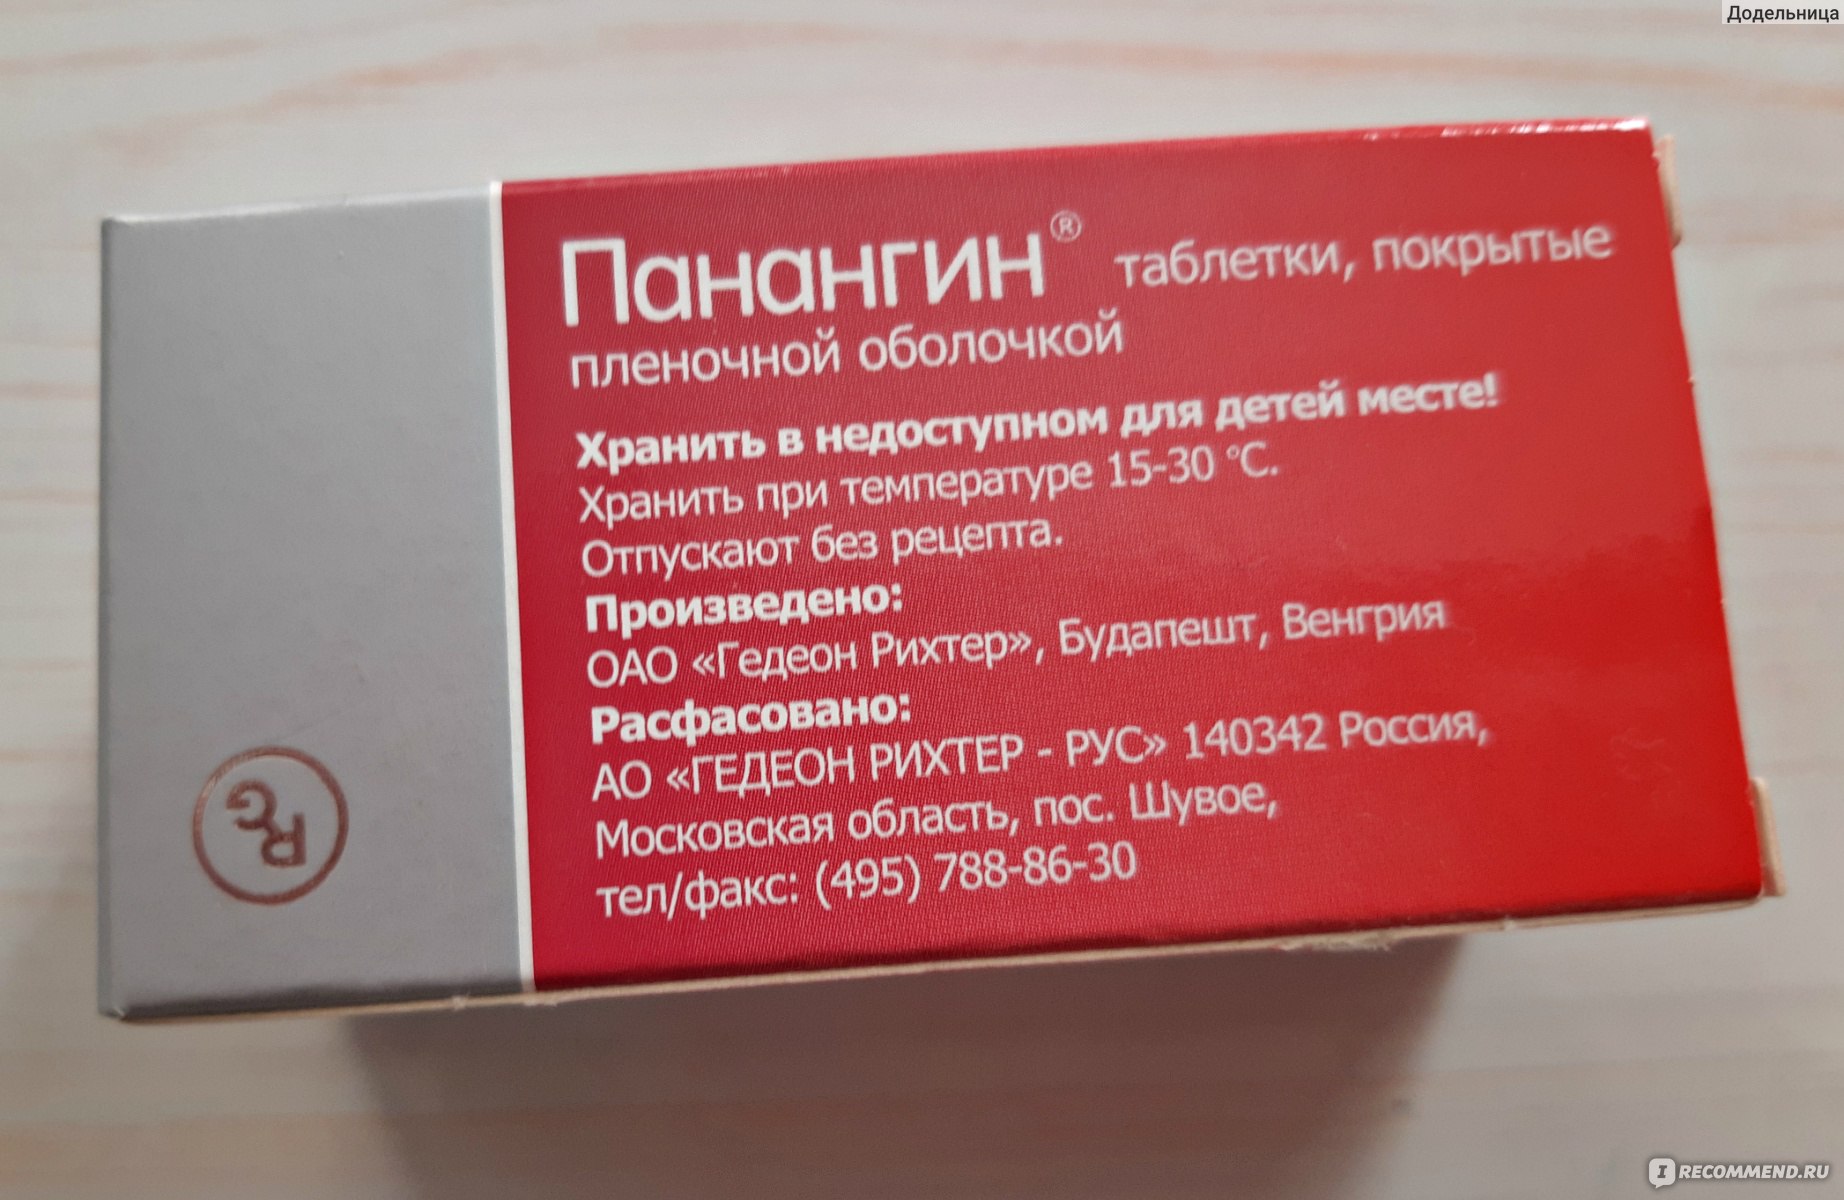 Додельница
Панангин® таблетки, покрытые
пленочной оболочкой
Хранить в недоступном для детей месте!
Хранить при температуре 15-30 °C.
Отпускают без рецепта.
Произведено:
ОАО «Гедеон Рихтер», Будапешт, Венгрия
Расфасовано:
АО «ГЕДЕОН РИХТЕР - РУС» 140342 Россия,
Московская область, пос. Шувое,
тел/факс: (495) 788-86-30
RG
IRECOMMEND.RU